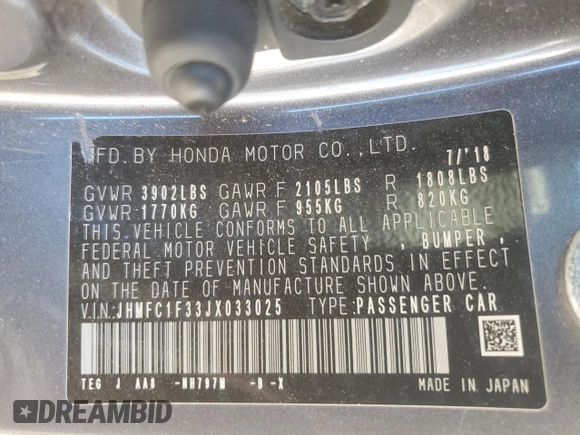 MFD.BY HONDA MOTOR CO.,LTD. 7/'18
GVWR 3902LBS GAWR F 2105LBS R 1808LBS
GVWR 1770KG GAWR F 955KG R 820KG
THIS VEHICLE CONFORMS TO ALL APPLICABLE
FEDERAL MOTOR VEHICLE SAFETY , BUMPER ,
AND THEFT PREVENTION STANDARDS IN EFFECT
ON THE DATE OF MANUFACTURE SHOWN ABOVE.
V.IN: JHMFC1F33JX033025 TYPE:PASSENGER CAR
TEG J AA8 -NH797M -B -X
MADE IN JAPAN
DREAMBID